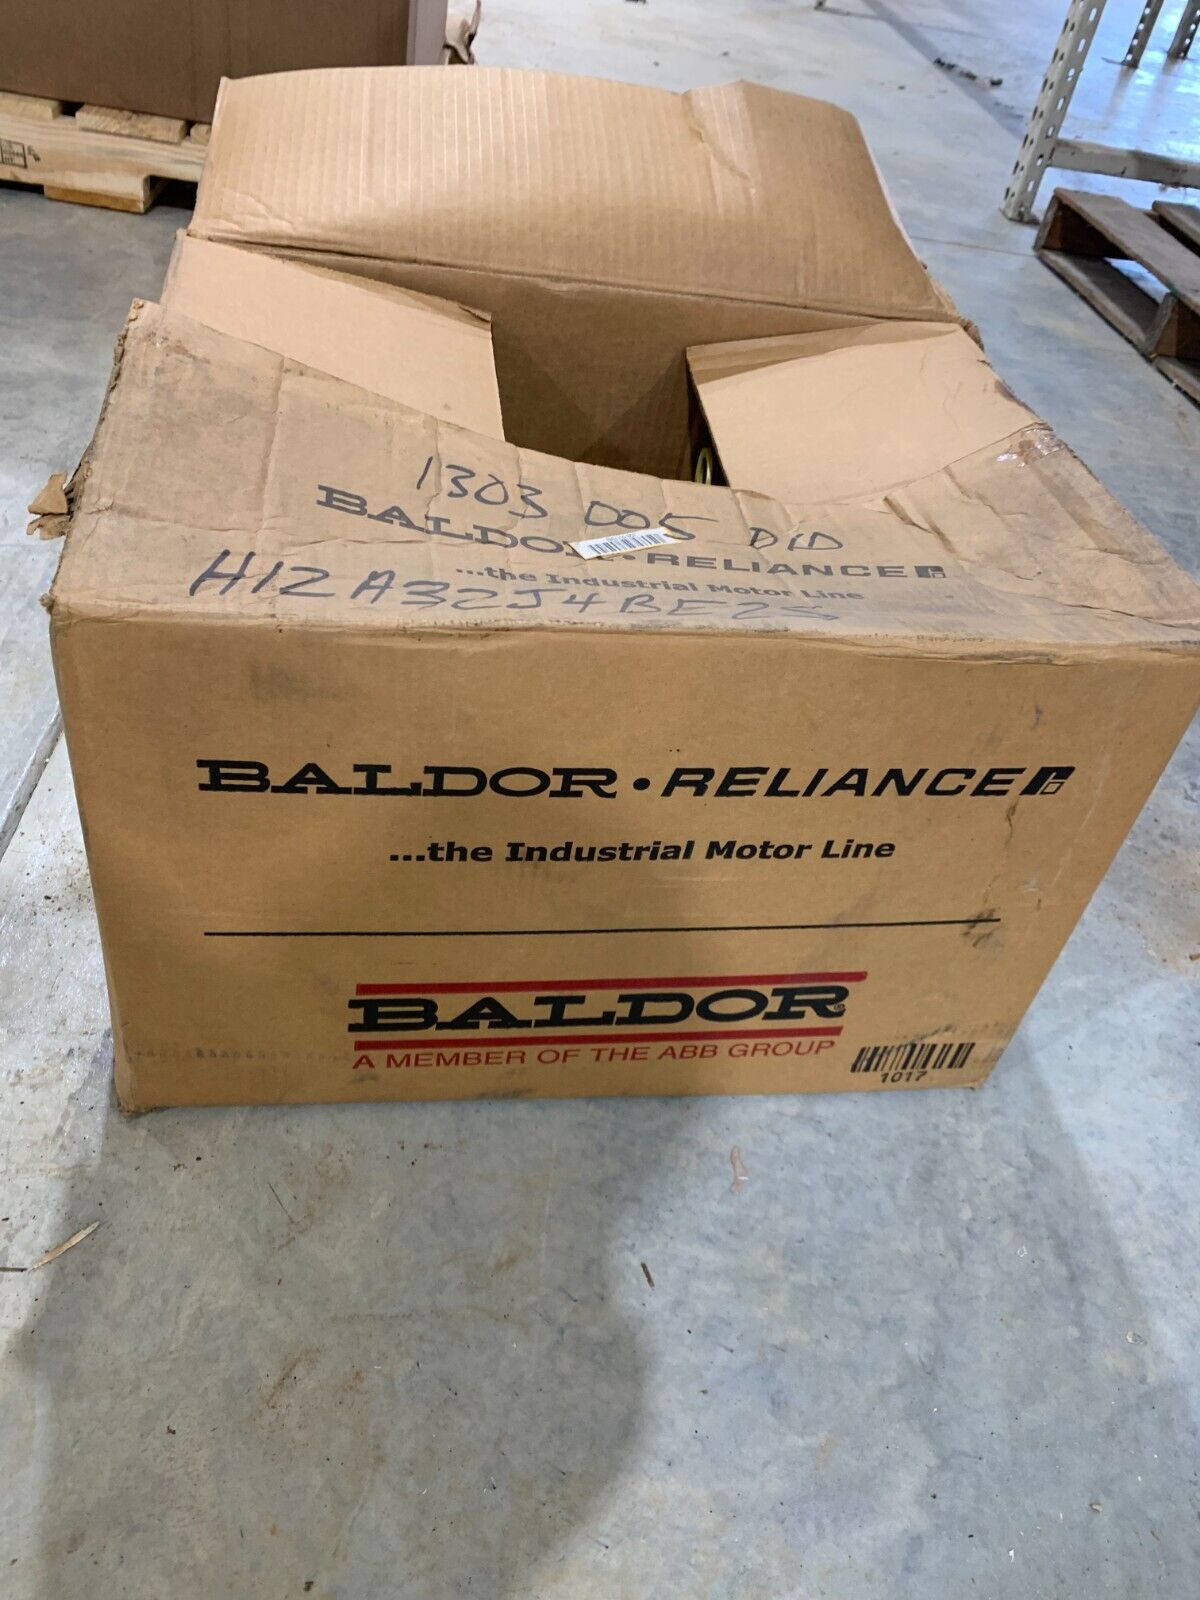 1303 005 DID
BALDOR • RELIANCE
...the Industrial Motor Line
H12A32J4BE2S
BALDOR • RELIANCE
...the Industrial Motor Line
BALDOR
A MEMBER OF THE ABB GROUP
1017